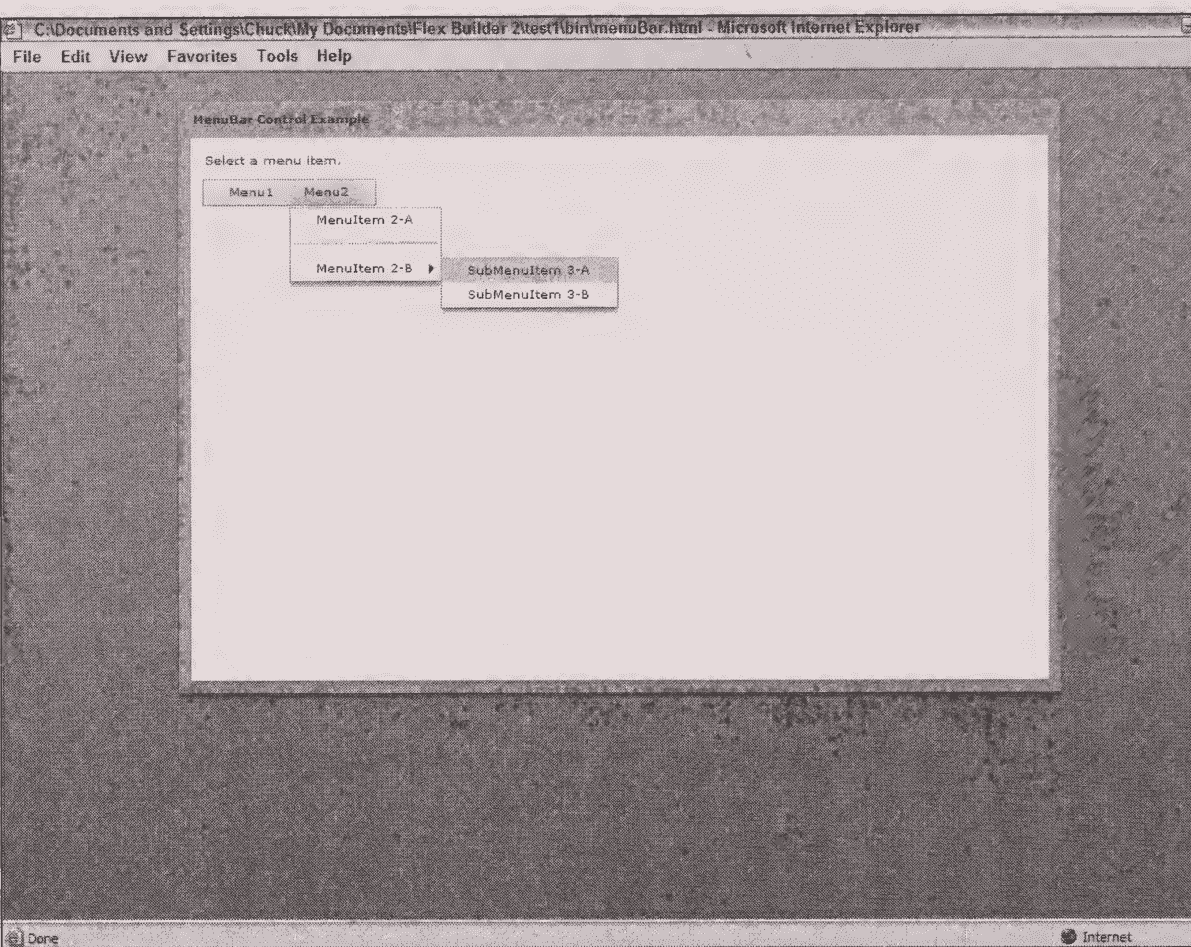 C:\Documents and Settings\Chuck\My Documents\Flex Builder 2\test1\bin\menuBar.html - Microsoft Internet Explorer
File Edit View Favorites Tools Help
MenuBar Control Example
Select a menu item.
Menu1 Menu2
MenuItem 2-A
MenuItem 2-B
SubMenuItem 3-A
SubMenuItem 3-B
Done Internet